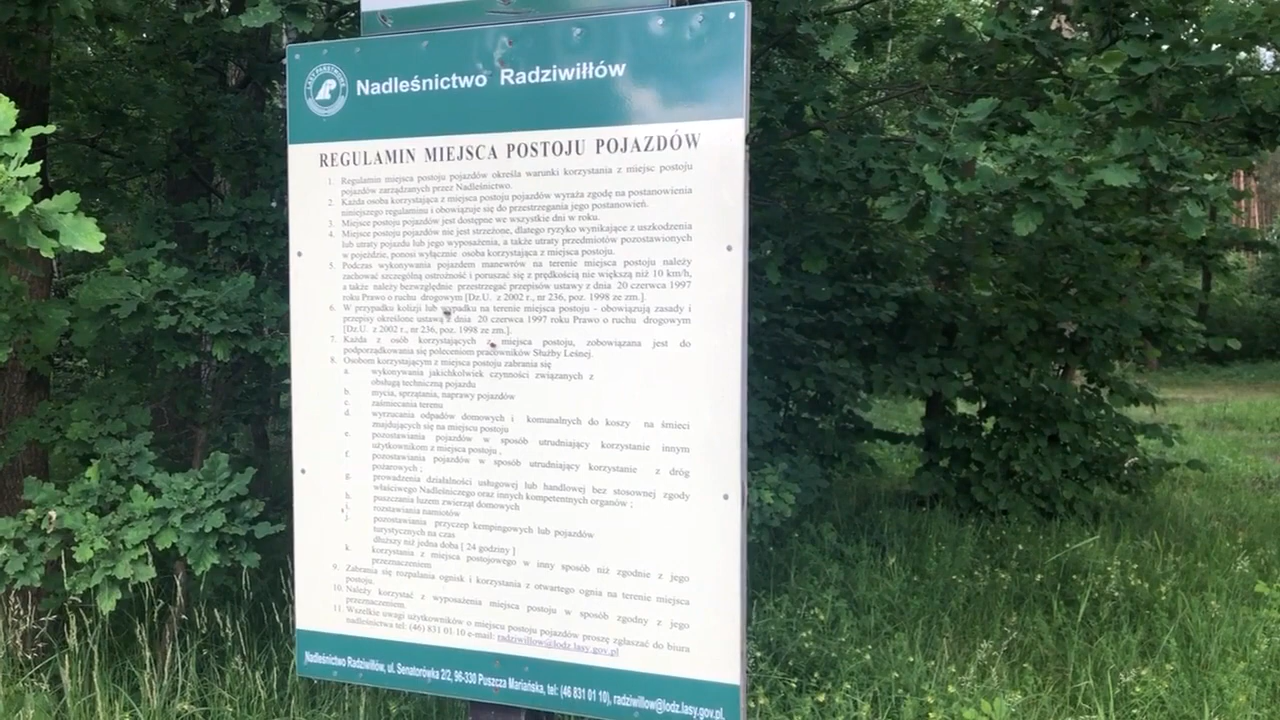 LASY PAŃSTWOWE
Nadleśnictwo Radziwiłłów
REGULAMIN MIEJSCA POSTOJU POJAZDÓW
1. Regulamin miejsca postoju pojazdów określa warunki korzystania z miejsc postoju
pojazdów zarządzanych przez Nadleśnictwo.
2. Każda osoba korzystająca z miejsca postoju pojazdów wyraża zgodę na postanowienia
niniejszego regulaminu i obowiązuje się do przestrzegania jego postanowień.
3. Miejsce postoju pojazdów jest dostępne we wszystkie dni w roku.
4. Miejsce postoju pojazdów nie jest strzeżone, dlatego ryzyko wynikające z uszkodzenia
lub utraty pojazdu lub jego wyposażenia, a także utraty przedmiotów pozostawionych
w pojeździe, ponosi wyłącznie osoba korzystająca z miejsca postoju.
5. Podczas wykonywania pojazdem manewrów na terenie miejsca postoju należy
zachować szczególną ostrożność i poruszać się z prędkością nie większą niż 10 km/h,
a także należy bezwzględnie przestrzegać przepisów ustawy z dnia 20 czerwca 1997
roku Prawo o ruchu drogowym [Dz.U. z 2002 r., nr 236, poz. 1998 ze zm.].
6. W przypadku kolizji lub wypadku na terenie miejsca postoju - obowiązują zasady i
przepisy określone ustawą z dnia 20 czerwca 1997 roku Prawo o ruchu drogowym
[Dz.U. z 2002 r., nr 236, poz. 1998 ze zm.].
7. Każda z osób korzystających z miejsca postoju, zobowiązana jest do
podporządkowania się poleceniom pracowników Służby Leśnej.
8. Osobom korzystającym z miejsca postoju zabrania się
a. wykonywania jakichkolwiek czynności związanych z
obsługą techniczną pojazdu
b. mycia, sprzątania, naprawy pojazdów
c. zaśmiecania terenu
d. wyrzucania odpadów domowych i komunalnych do koszy na śmieci
znajdujących się na miejscu postoju
e. pozostawiania pojazdów w sposób utrudniający korzystanie innym
użytkownikom z miejsca postoju ,
f. pozostawiania pojazdów w sposób utrudniający korzystanie z dróg
pożarowych ;
g. prowadzenia działalności usługowej lub handlowej bez stosownej zgody
właściwego Nadleśniczego oraz innych kompetentnych organów ;
h. puszczania luzem zwierząt domowych
i. rozstawiania namiotów
j. pozostawiania przyczep kempingowych lub pojazdów
turystycznych na czas
dłuższy niż jedna doba [ 24 godziny ]
k. korzystania z miejsca postojowego w inny sposób niż zgodnie z jego
przeznaczeniem
9. Zabrania się rozpalania ognisk i korzystania z otwartego ognia na terenie miejsca
postoju.
10. Należy korzystać z wyposażenia miejsca postoju w sposób zgodny z jego
przeznaczeniem.
11. Wszelkie uwagi użytkowników o miejscu postoju pojazdów proszę zgłaszać do biura
nadleśnictwa tel: (46) 831 01 10 e-mail: radziwillow@lodz.lasy.gov.pl
Nadleśnictwo Radziwiłłów, ul. Senatorówka 2/2, 96-330 Puszcza Mariańska, tel: (46 831 01 10), radziwillow@lodz.lasy.gov.pl.